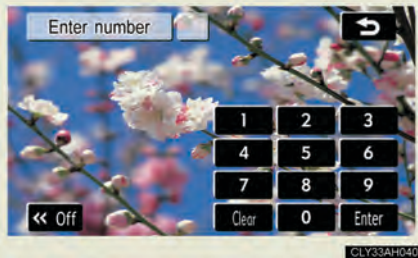 Enter number
1 2 3
4 5 6
7 8 9
<< Off Clear 0 Enter
CLY33AH040